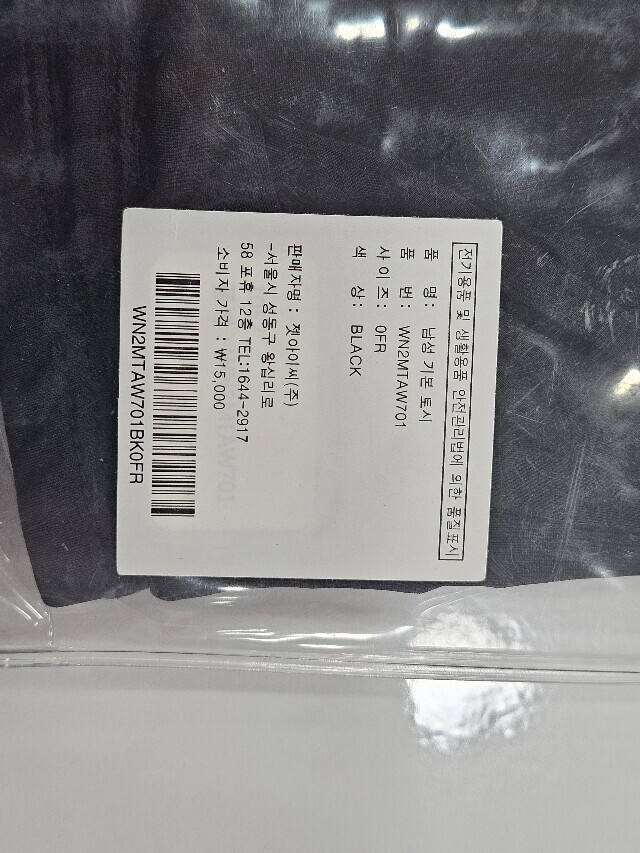 전기용품 및 생활용품 안전관리법에 의한 품질표시
품 명: 남성 기본 토시
품 번: WN2MTAW701
사이즈: 0FR
색 상: BLACK
판매자명 : 젯아이씨(주)
-서울시 성동구 왕십리로
58 포휴 12층 TEL:1644-2917
소비자 가격 : ₩15,000
WN2MTAW701BK0FR